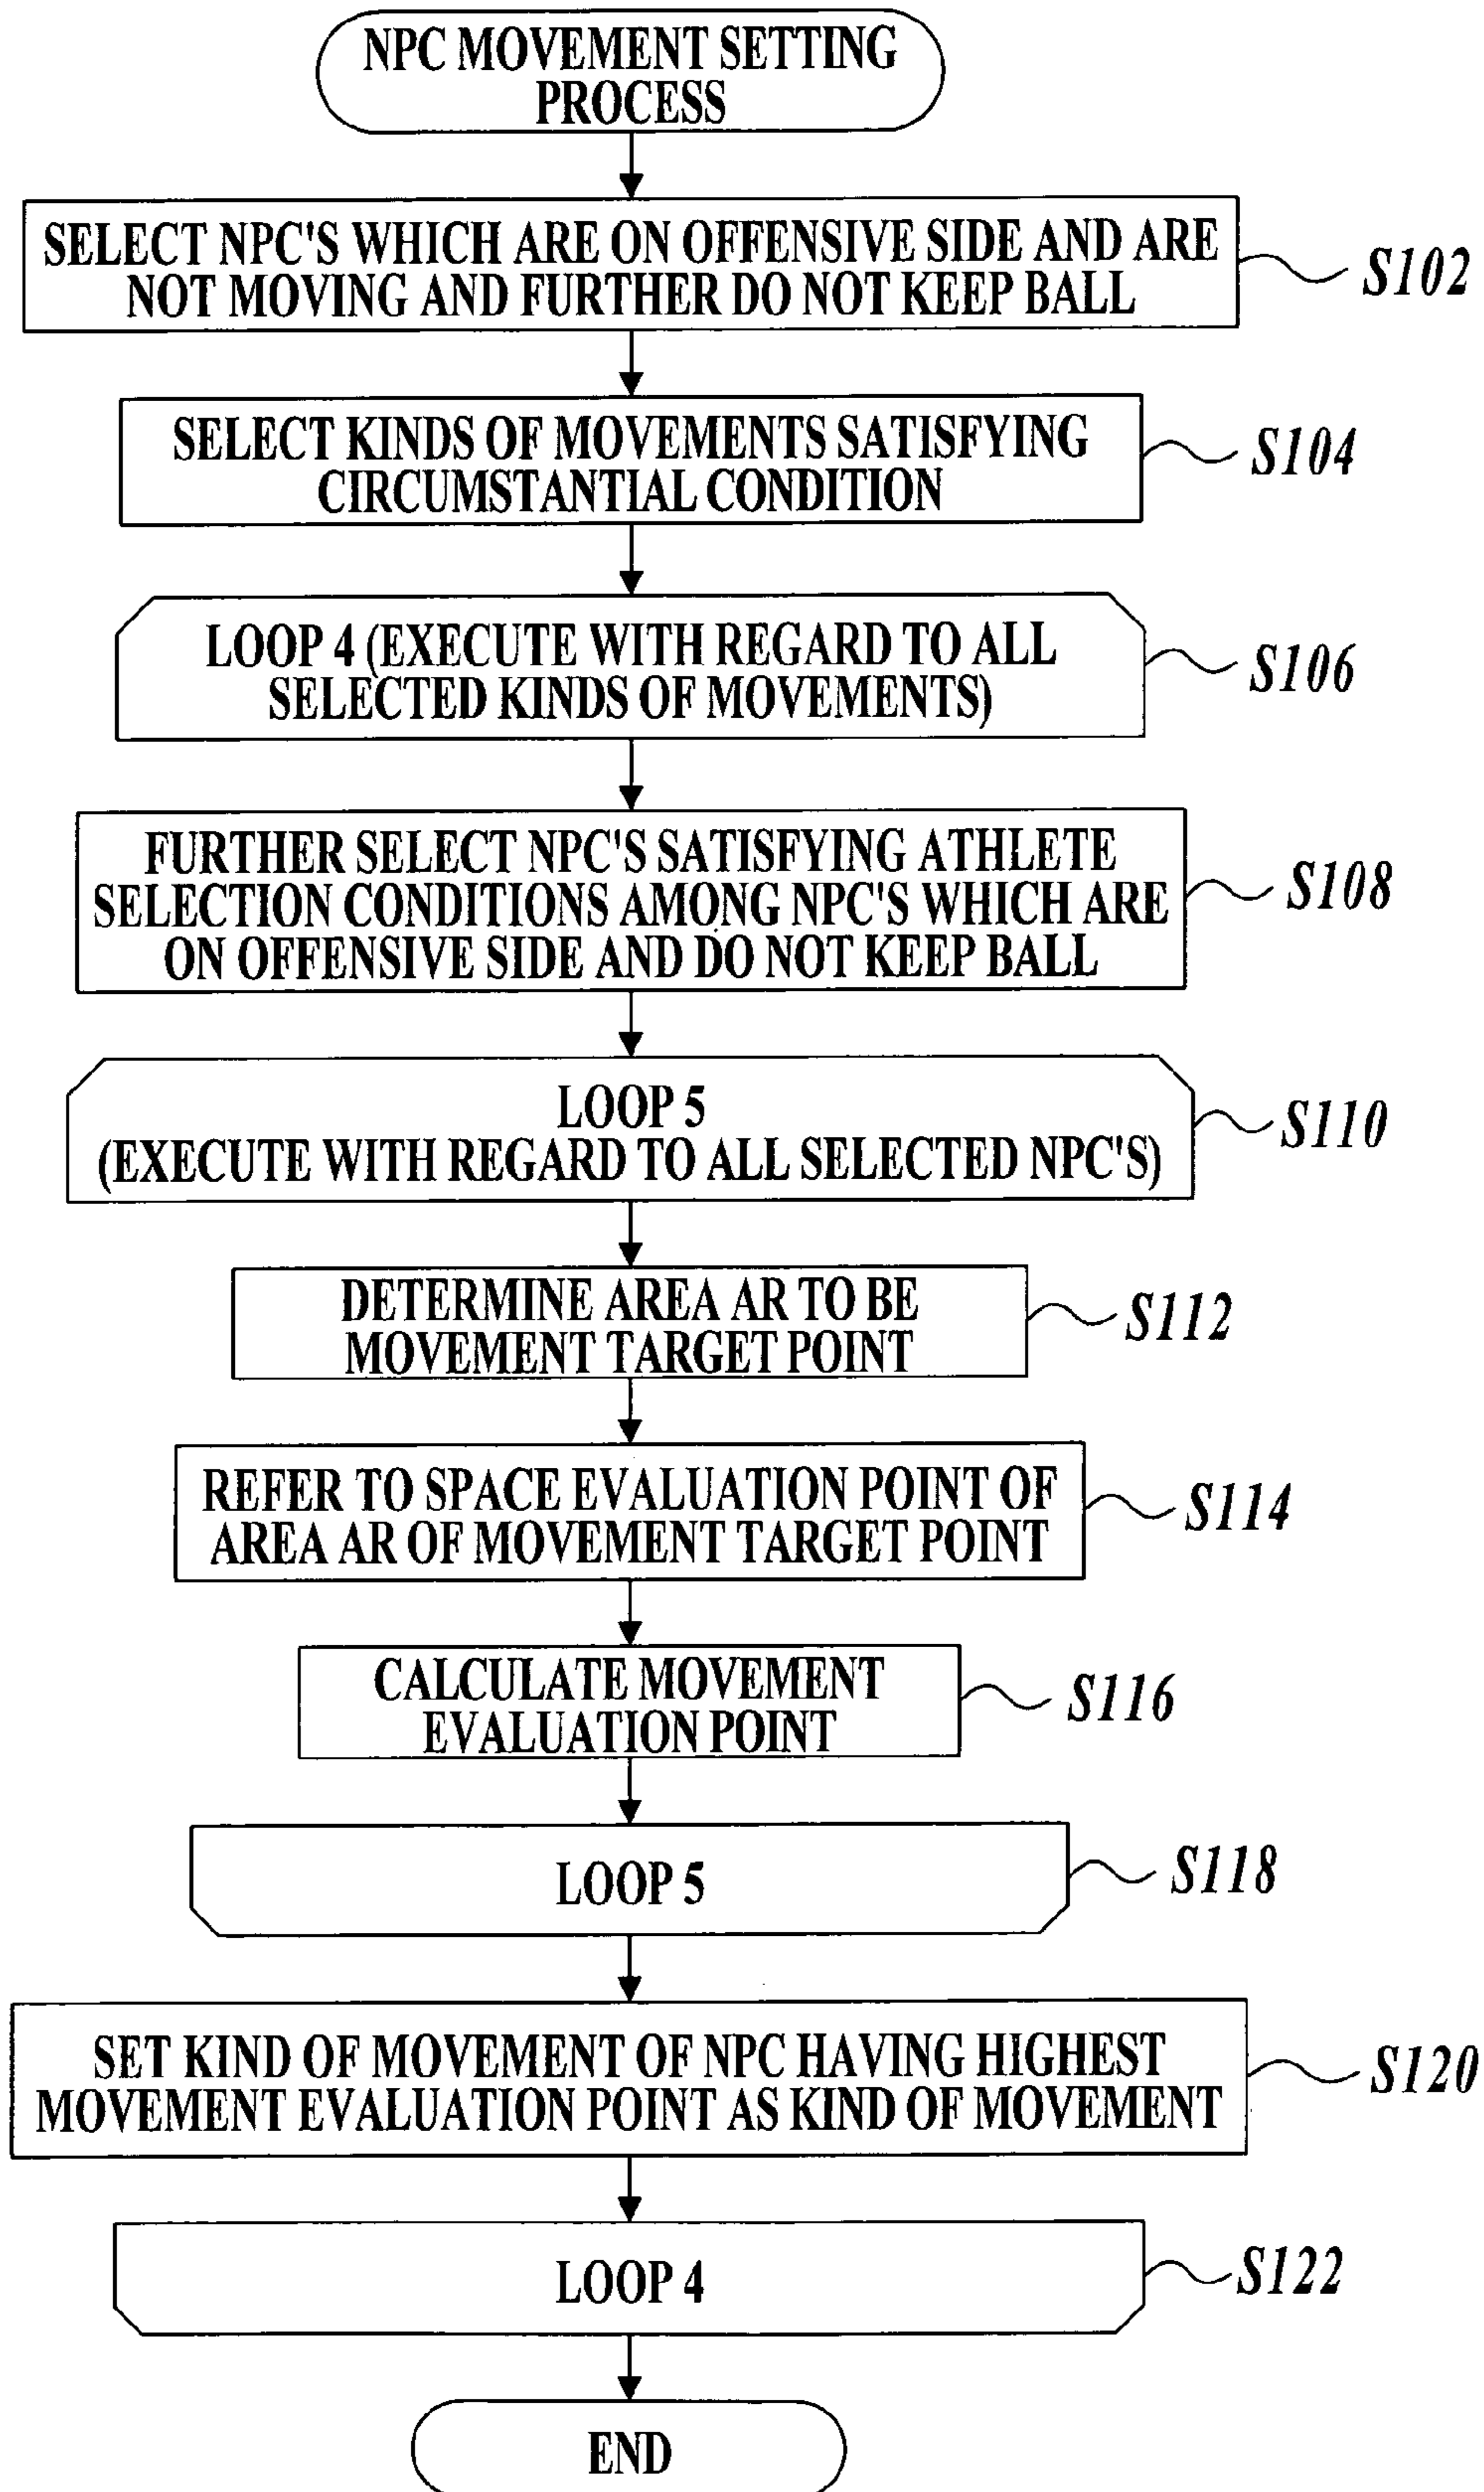 NPC MOVEMENT SETTING
PROCESS
SELECT NPC'S WHICH ARE ON OFFENSIVE SIDE AND ARE
NOT MOVING AND FURTHER DO NOT KEEP BALL
S102
SELECT KINDS OF MOVEMENTS SATISFYING
CIRCUMSTANTIAL CONDITION
S104
LOOP 4 (EXECUTE WITH REGARD TO ALL
SELECTED KINDS OF MOVEMENTS)
S106
FURTHER SELECT NPC'S SATISFYING ATHLETE
SELECTION CONDITIONS AMONG NPC'S WHICH ARE
ON OFFENSIVE SIDE AND DO NOT KEEP BALL
S108
LOOP 5
(EXECUTE WITH REGARD TO ALL SELECTED NPC'S)
S110
DETERMINE AREA AR TO BE
MOVEMENT TARGET POINT
S112
REFER TO SPACE EVALUATION POINT OF
AREA AR OF MOVEMENT TARGET POINT
S114
CALCULATE MOVEMENT
EVALUATION POINT
S116
LOOP 5
S118
SET KIND OF MOVEMENT OF NPC HAVING HIGHEST
MOVEMENT EVALUATION POINT AS KIND OF MOVEMENT
S120
LOOP 4
S122
END